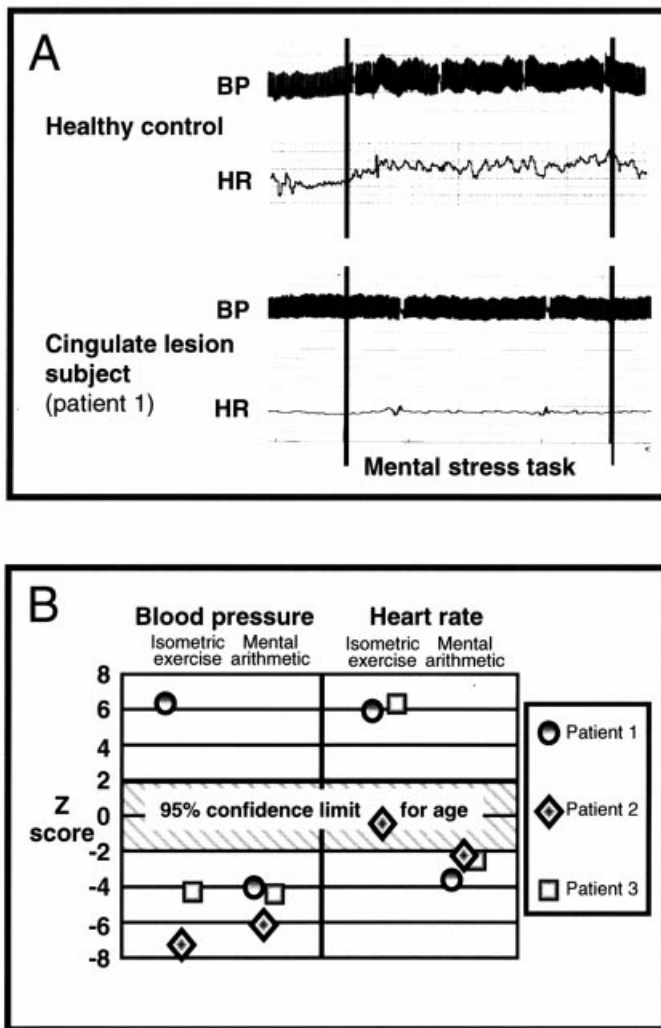 A
BP
Healthy control
HR
BP
Cingulate lesion
subject
(patient 1)
HR
Mental stress task
B
Blood pressure Heart rate
Isometric Mental Isometric Mental
exercise arithmetic exercise arithmetic
8
6
4
2
Z
score
0
95% confidence limit for age
-2
-4
-6
-8
Patient 1
Patient 2
Patient 3